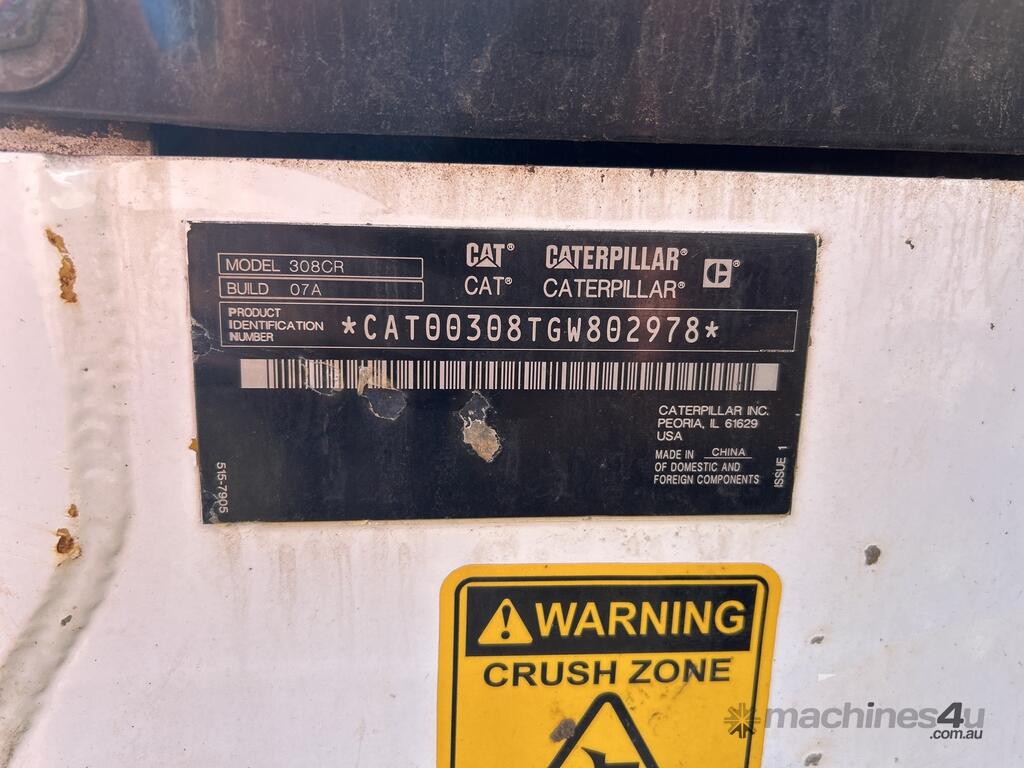 MODEL 308CR
CAT® CATERPILLAR®
BUILD 07A
CAT® CATERPILLAR® C®
PRODUCT
IDENTIFICATION
NUMBER
*CAT00308TGW802978*
CATERPILLAR INC.
PEORIA, IL 61629
USA
MADE IN CHINA
OF DOMESTIC AND
FOREIGN COMPONENTS
515-7905
ISSUE 1
WARNING
CRUSH ZONE
machines4u
.com.au